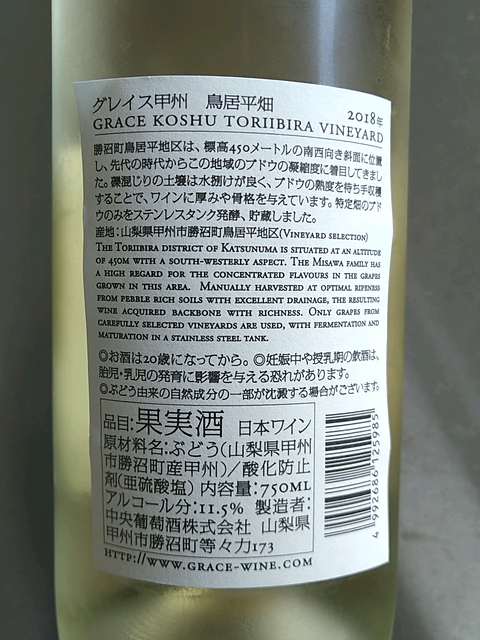 グレイス甲州　鳥居平畑
2018年
GRACE KOSHU TORIIBIRA VINEYARD
勝沼町鳥居平地区は、標高450メートルの南西向き斜面に位置
し、先代の時代からこの地域のブドウの凝縮度に着目してきまし
た。礫混じりの土壌は水捌けが良く、ブドウの熟度を待ち手収穫
することで、ワインに厚みや骨格を与えています。特定畑のブド
ウのみをステンレスタンク発酵、貯蔵しました。
産地：山梨県甲州市勝沼町鳥居平地区(VINEYARD SELECTION)
THE TORIIBIRA DISTRICT OF KATSUNUMA IS SITUATED AT AN ALTITUDE
OF 450M WITH A SOUTH-WESTERLY ASPECT. THE MISAWA FAMILY HAS
A HIGH REGARD FOR THE CONCENTRATED FLAVOURS IN THE GRAPES
GROWN IN THIS AREA. MANUALLY HARVESTED AT OPTIMAL RIPENESS
FROM PEBBLE RICH SOILS WITH EXCELLENT DRAINAGE, THE RESULTING
WINE ACQUIRED BACKBONE WITH RICHNESS. ONLY GRAPES FROM
CAREFULLY SELECTED VINEYARDS ARE USED, WITH FERMENTATION AND
MATURATION IN A STAINLESS STEEL TANK.
◎お酒は20歳になってから。◎妊娠中や授乳期の飲酒は、
胎児・乳児の発育に影響を与える恐れがあります。
◎ぶどう由来の自然成分の一部が沈澱する場合がございます。
品目:果実酒 日本ワイン
原材料名:ぶどう(山梨県甲州
市勝沼町産甲州)／酸化防止
剤(亜硫酸塩) 内容量:750ML
アルコール分:11.5% 製造者:
中央葡萄酒株式会社 山梨県
甲州市勝沼町等々力173
4 992686 125985
HTTP://WWW.GRACE-WINE.COM